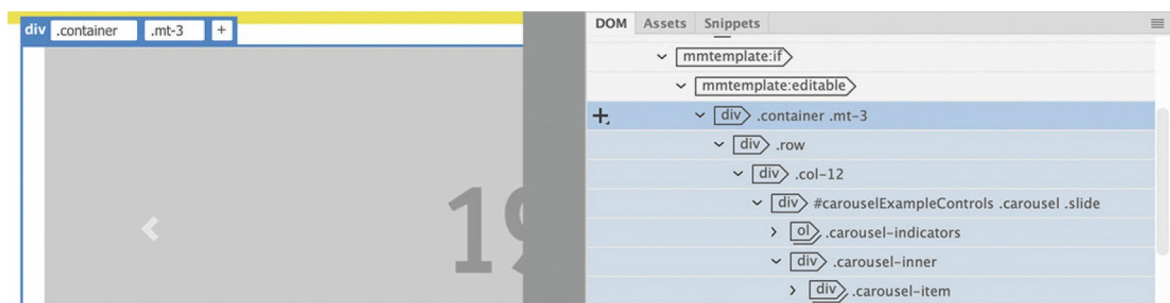 div .container .mt-3 +
19
DOM Assets Snippets
mmtemplate:if
mmtemplate:editable
div .container .mt-3
div .row
div .col-12
div #carouselExampleControls .carousel .slide
ol .carousel-indicators
div .carousel-inner
div .carousel-item